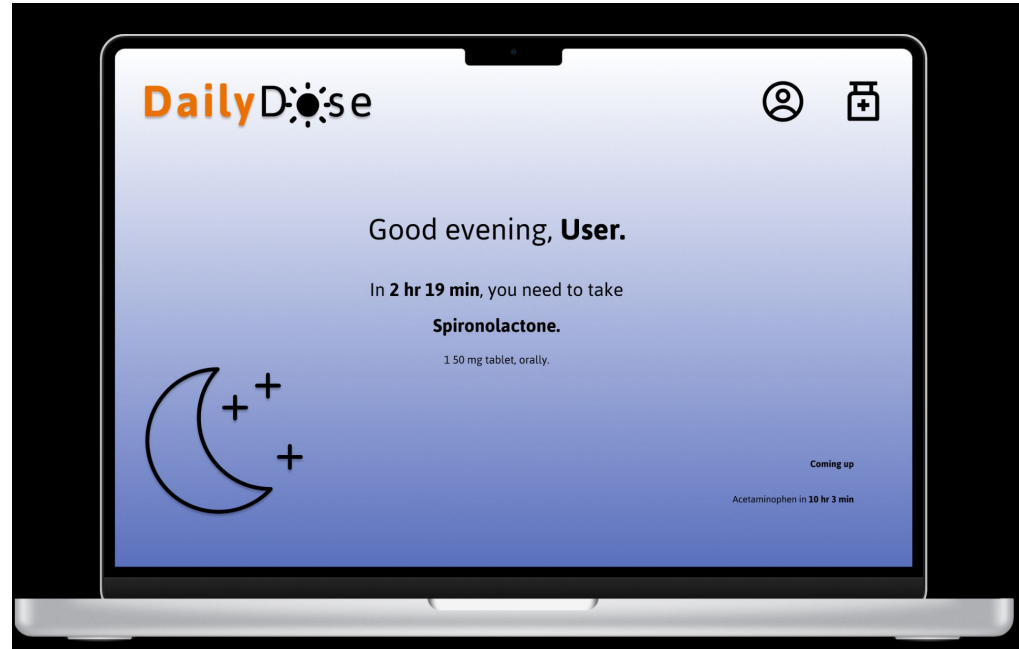 DailyDose
Good evening, User.
In 2 hr 19 min, you need to take
Spironolactone.
1 50 mg tablet, orally.
Coming up
Acetaminophen in 10 hr 3 min